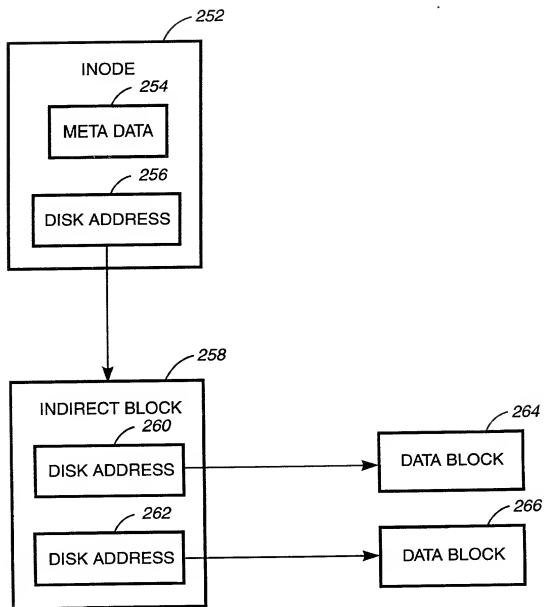 252
INODE
254
META DATA
256
DISK ADDRESS
258
INDIRECT BLOCK
260
DISK ADDRESS
264
DATA BLOCK
262
DISK ADDRESS
266
DATA BLOCK